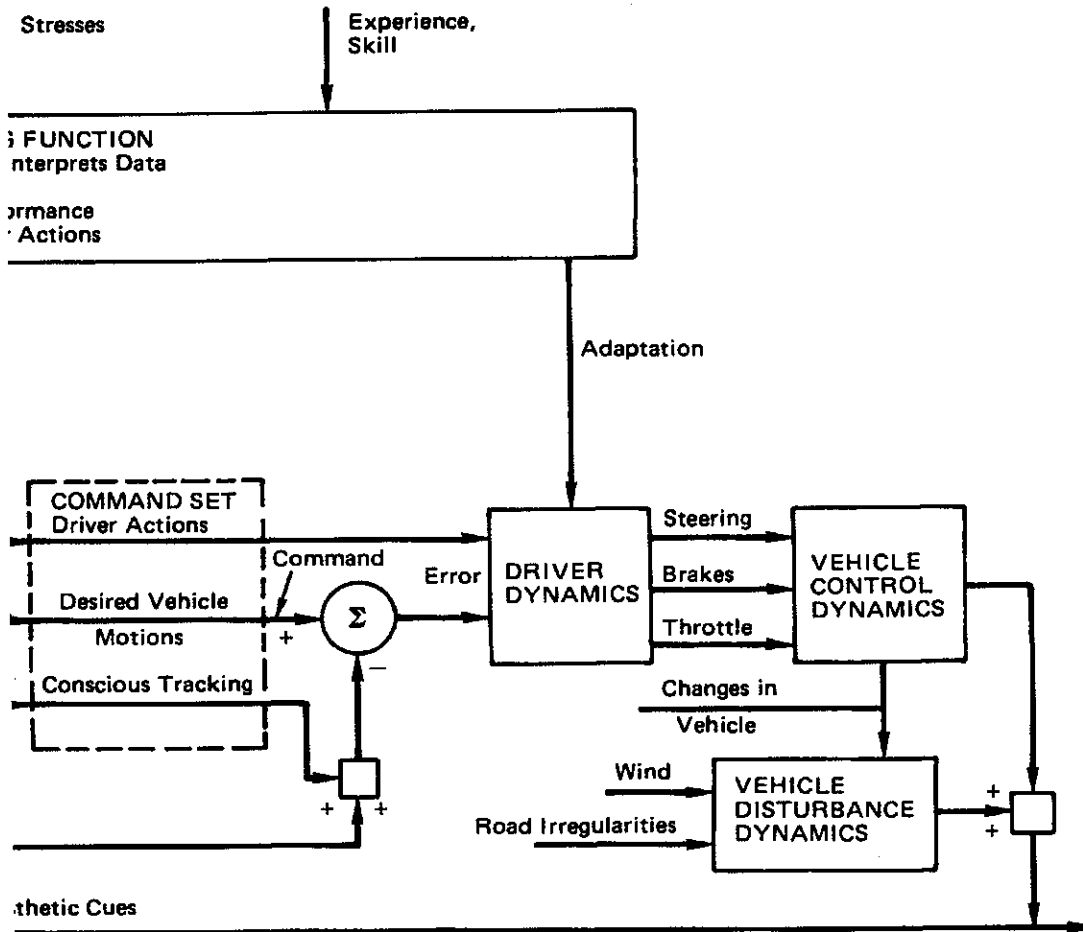 Stresses
Experience,
Skill
G FUNCTION
nterprets Data
ormance
r Actions
Adaptation
COMMAND SET
Driver Actions
Command
Desired Vehicle
Motions
Conscious Tracking
+
Σ
−
+ +
Error
DRIVER
DYNAMICS
Steering
Brakes
Throttle
VEHICLE
CONTROL
DYNAMICS
Changes in
Vehicle
Wind
Road Irregularities
VEHICLE
DISTURBANCE
DYNAMICS
+
+
thetic Cues